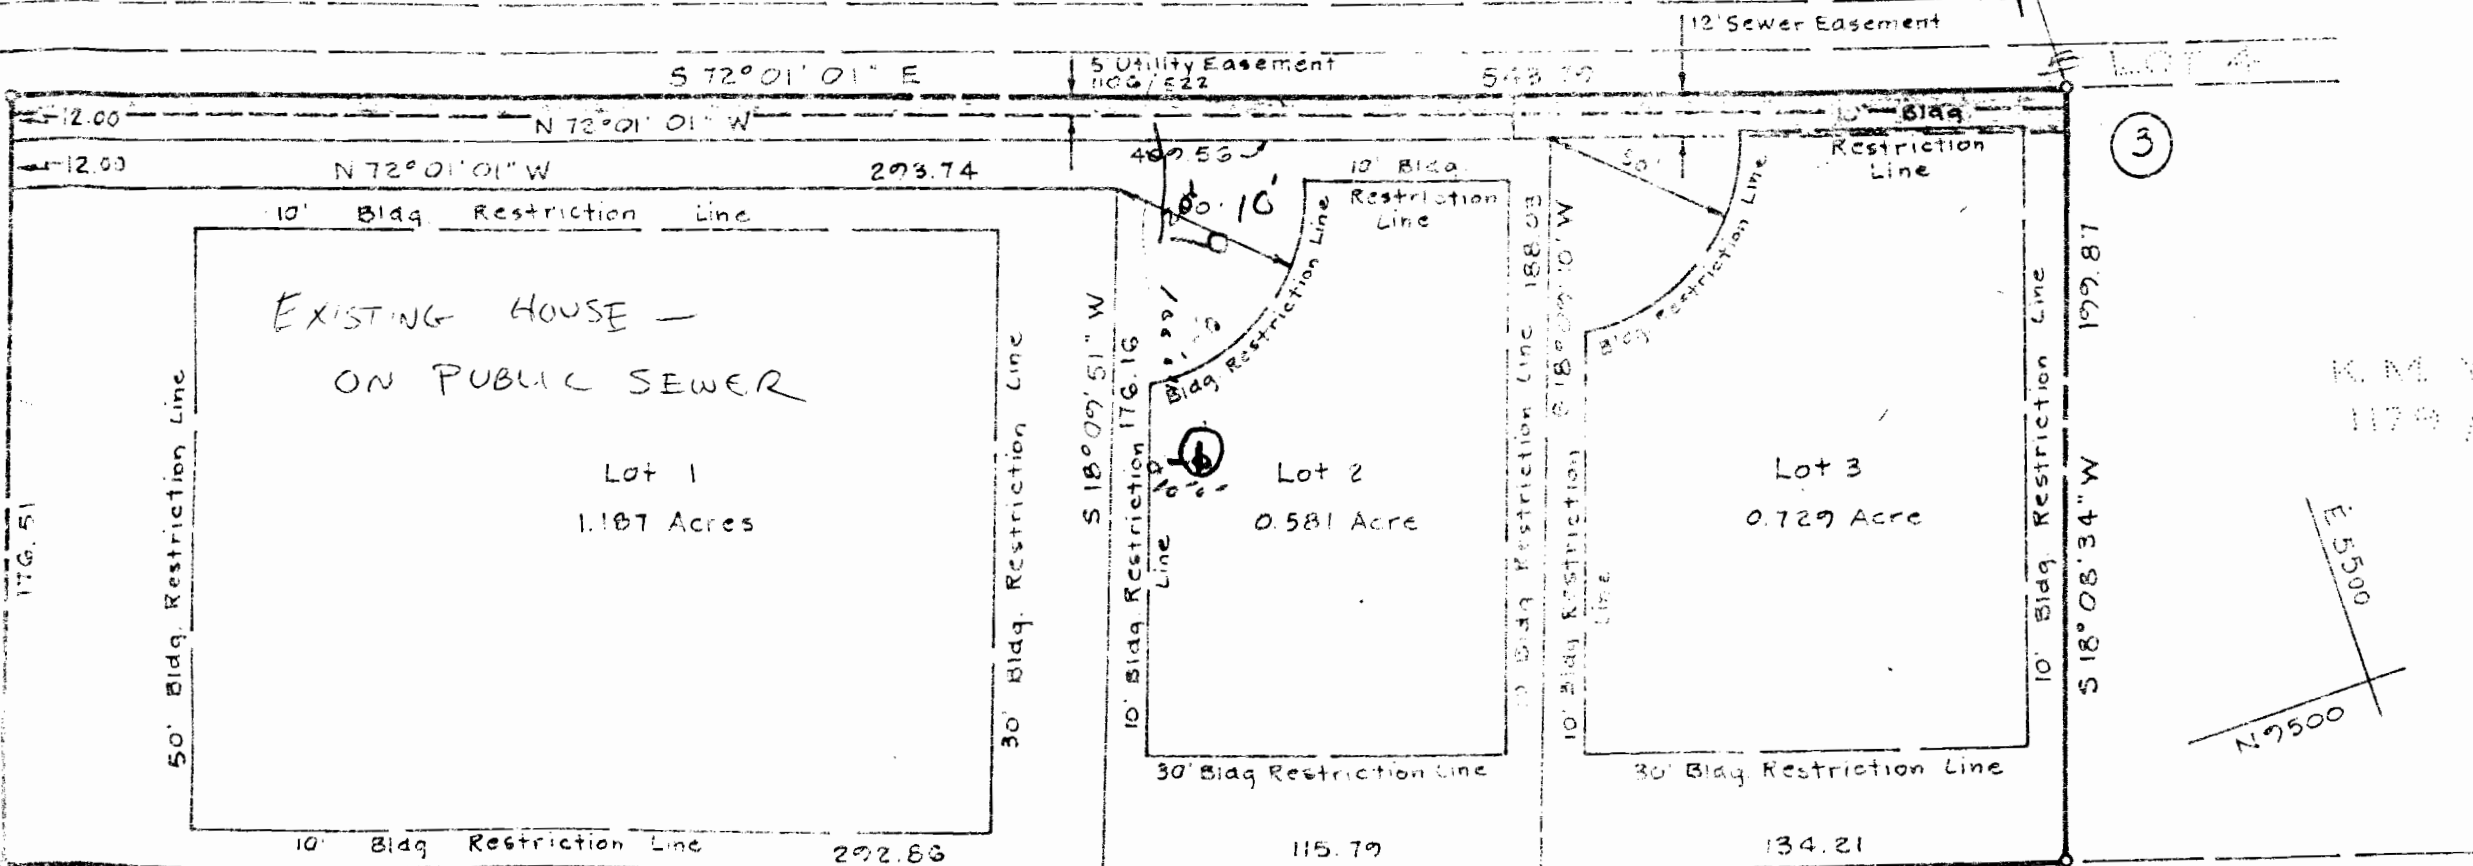 12' Sewer Easement
S 72° 01' 01" E
5' Utility Easement
1106/522
LOT 4
12.00
N 72° 01' 01" W
10' Bldg.
Restriction
Line
3
12.00
N 72° 01' 01" W
293.74
10' Bldg.
Restriction
Line
10'
10' Bldg. Restriction Line
EXISTING HOUSE —
ON PUBLIC SEWER
Lot 1
1.187 Acres
Lot 2
0.581 Acre
Lot 3
0.729 Acre
176.51
50' Bldg. Restriction Line
30' Bldg. Restriction Line
S 18° 09' 51" W
176.16
10' Bldg. Restriction
Line
Bldg. Restriction Line
188.03
Bldg. Restriction Line
10' Bldg. Restriction
Line
Bldg. Restriction Line
10' Bldg. Restriction Line
199.87
S 18° 08' 34" W
E 5500
N 9500
30' Bldg Restriction Line
30' Bldg. Restriction Line
10' Bldg Restriction Line
292.86
115.79
134.21